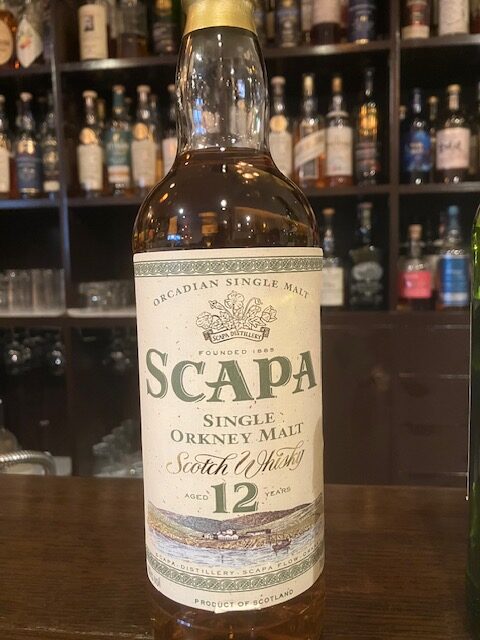 ORCADIAN SINGLE MALT
SCAPA DISTILLERY
FOUNDED 1885
SCAPA
SINGLE
ORKNEY MALT
Scotch Whisky
AGED 12 YEARS
SCAPA DISTILLERY. SCAPA FLOW
PRODUCT OF SCOTLAND